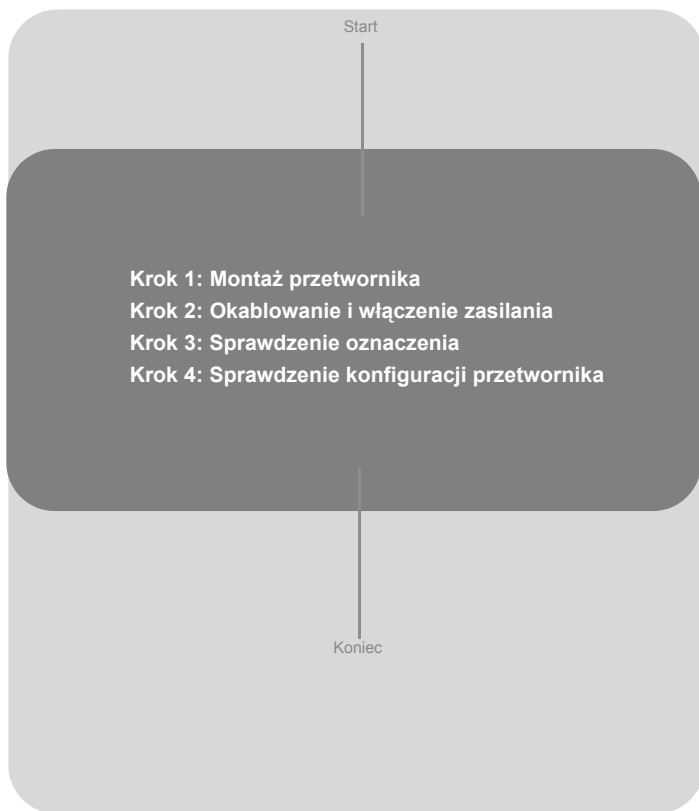 Start
Krok 1: Montaż przetwornika
Krok 2: Okablowanie i włączenie zasilania
Krok 3: Sprawdzenie oznaczenia
Krok 4: Sprawdzenie konfiguracji przetwornika
Koniec